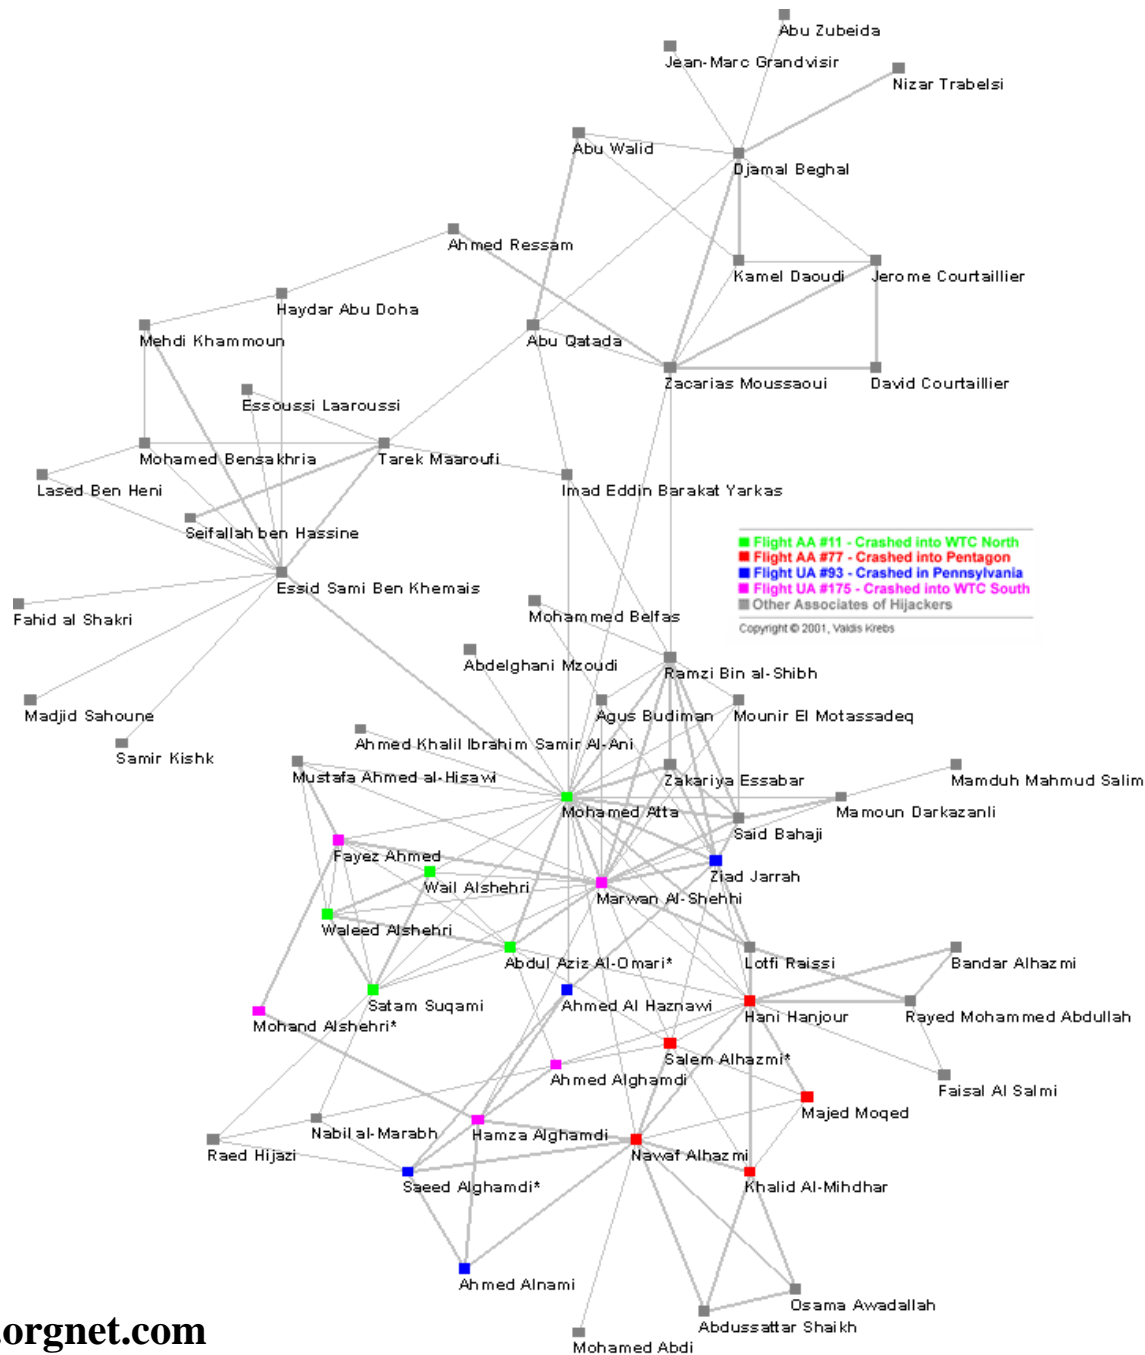 Abu Zubeida
Jean-Marc Grandvisir
Nizar Trabelsi
Abu Walid
Djamal Beghal
Ahmed Ressam
Kamel Daoudi
Jerome Courtaillier
Haydar Abu Doha
Mehdi Khammoun
Abu Qatada
Zacarias Moussaoui
David Courtaillier
Essoussi Laaroussi
Mohamed Bensakhria
Tarek Maaroufi
Lased Ben Heni
Imad Eddin Barakat Yarkas
Seifallah ben Hassine
Flight AA #11 - Crashed into WTC North
Flight AA #77 - Crashed into Pentagon
Flight UA #93 - Crashed in Pennsylvania
Flight UA #175 - Crashed into WTC South
Other Associates of Hijackers
Copyright © 2001, Valdis Krebs
Essid Sami Ben Khemais
Fahid al Shakri
Mohammed Belfas
Abdelghani Mzoudi
Ramzi Bin al-Shibh
Madjid Sahoune
Agus Budiman
Mounir El Motassadeq
Samir Kishk
Ahmed Khalil Ibrahim Samir Al-Ani
Mustafa Ahmed al-Hisawi
Zakariya Essabar
Mamduh Mahmud Salim
Mohamed Atta
Mamoun Darkazanli
Said Bahaji
Fayez Ahmed
Ziad Jarrah
Wail Alshehri
Marwan Al-Shehhi
Waleed Alshehri
Abdul Aziz Al-Omari*
Lotfi Raissi
Bandar Alhazmi
Satam Suqami
Ahmed Al Haznawi
Hani Hanjour
Rayed Mohammed Abdullah
Mohand Alshehri*
Salem Alhazmi*
Ahmed Alghamdi
Faisal Al Salmi
Majed Moqed
Nabil al-Marabh
Hamza Alghamdi
Raed Hijazi
Nawaf Alhazmi
Saeed Alghamdi*
Khalid Al-Mihdhar
Ahmed Alnami
Osama Awadallah
Abdussattar Shaikh
Mohamed Abdi
.orgnet.com